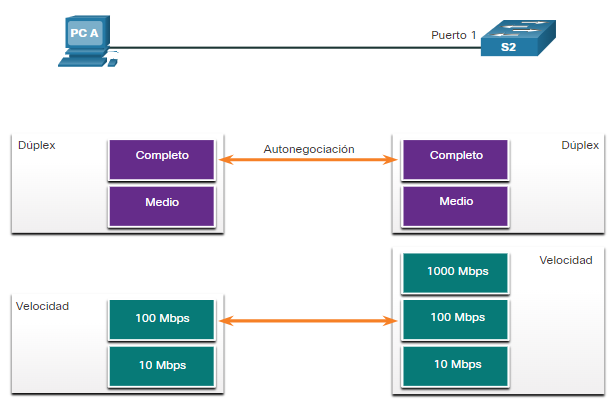 PC A
Puerto 1
S2
Dúplex
Completo
Medio
Autonegociación
Dúplex
Completo
Medio
Velocidad
100 Mbps
10 Mbps
Velocidad
1000 Mbps
100 Mbps
10 Mbps